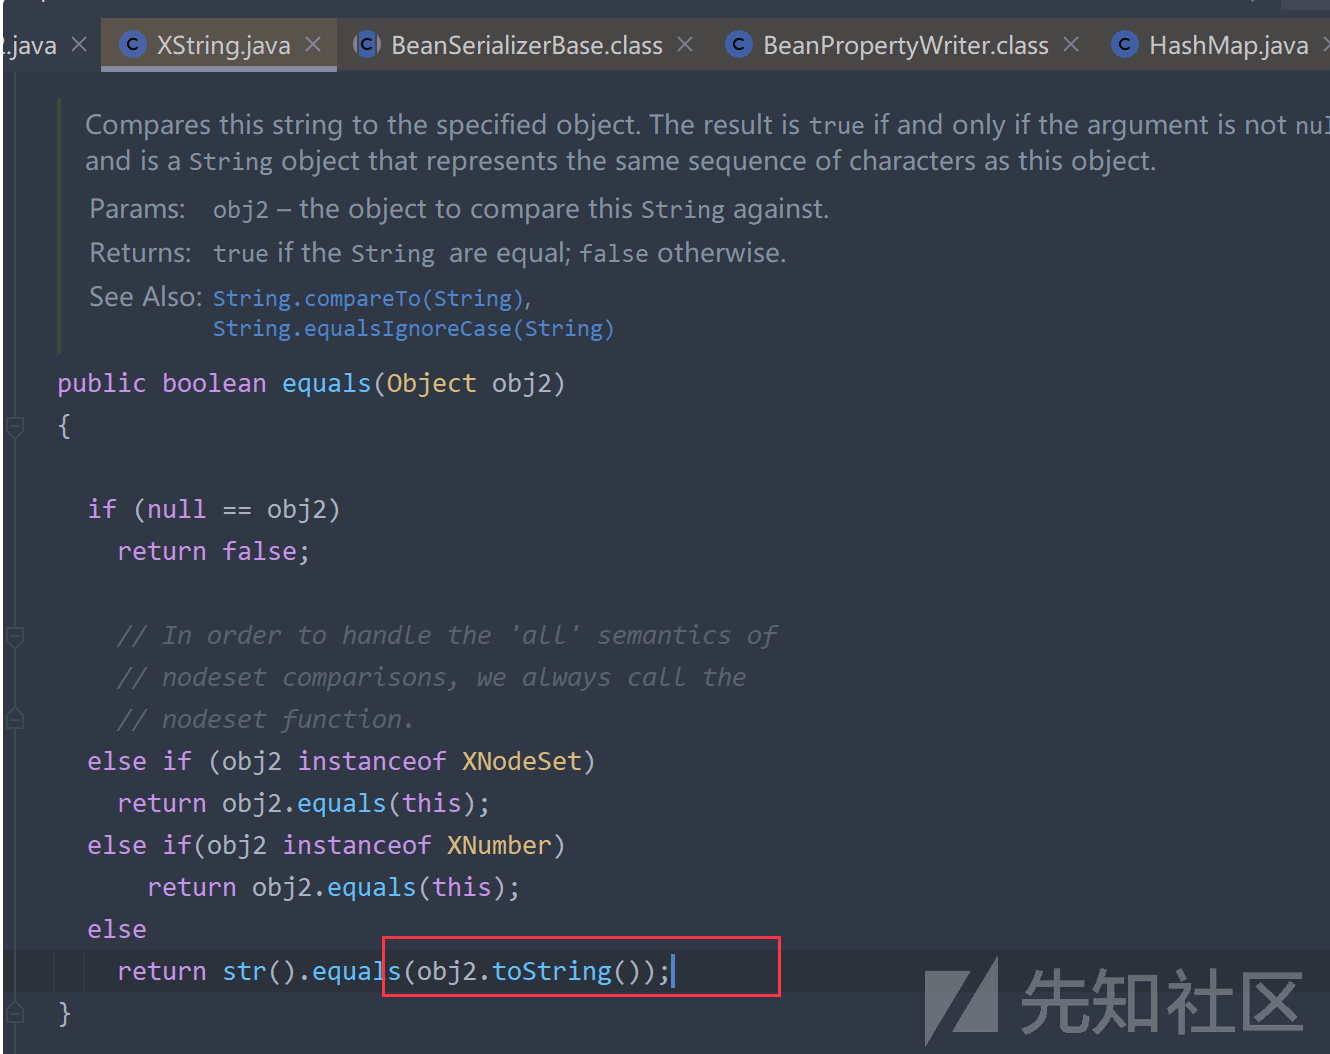 .java XString.java BeanSerializerBase.class BeanPropertyWriter.class HashMap.java
Compares this string to the specified object. The result is true if and only if the argument is not
and is a String object that represents the same sequence of characters as this object.
Params: obj2 – the object to compare this String against.
Returns: true if the String are equal; false otherwise.
See Also: String.compareTo(String),
String.equalsIgnoreCase(String)
public boolean equals(Object obj2)
{
if (null == obj2)
return false;
// In order to handle the 'all' semantics of
// nodeset comparisons, we always call the
// nodeset function.
else if (obj2 instanceof XNodeSet)
return obj2.equals(this);
else if(obj2 instanceof XNumber)
return obj2.equals(this);
else
return str().equals(obj2.toString());
}
先知社区